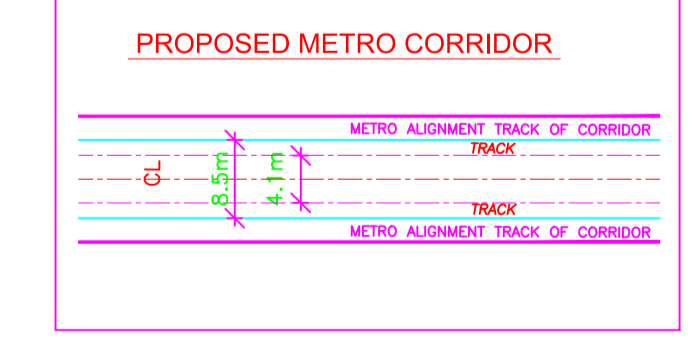 PROPOSED METRO CORRIDOR
METRO ALIGNMENT TRACK OF CORRIDOR
TRACK
CL
8.5m
4.1m
TRACK
METRO ALIGNMENT TRACK OF CORRIDOR